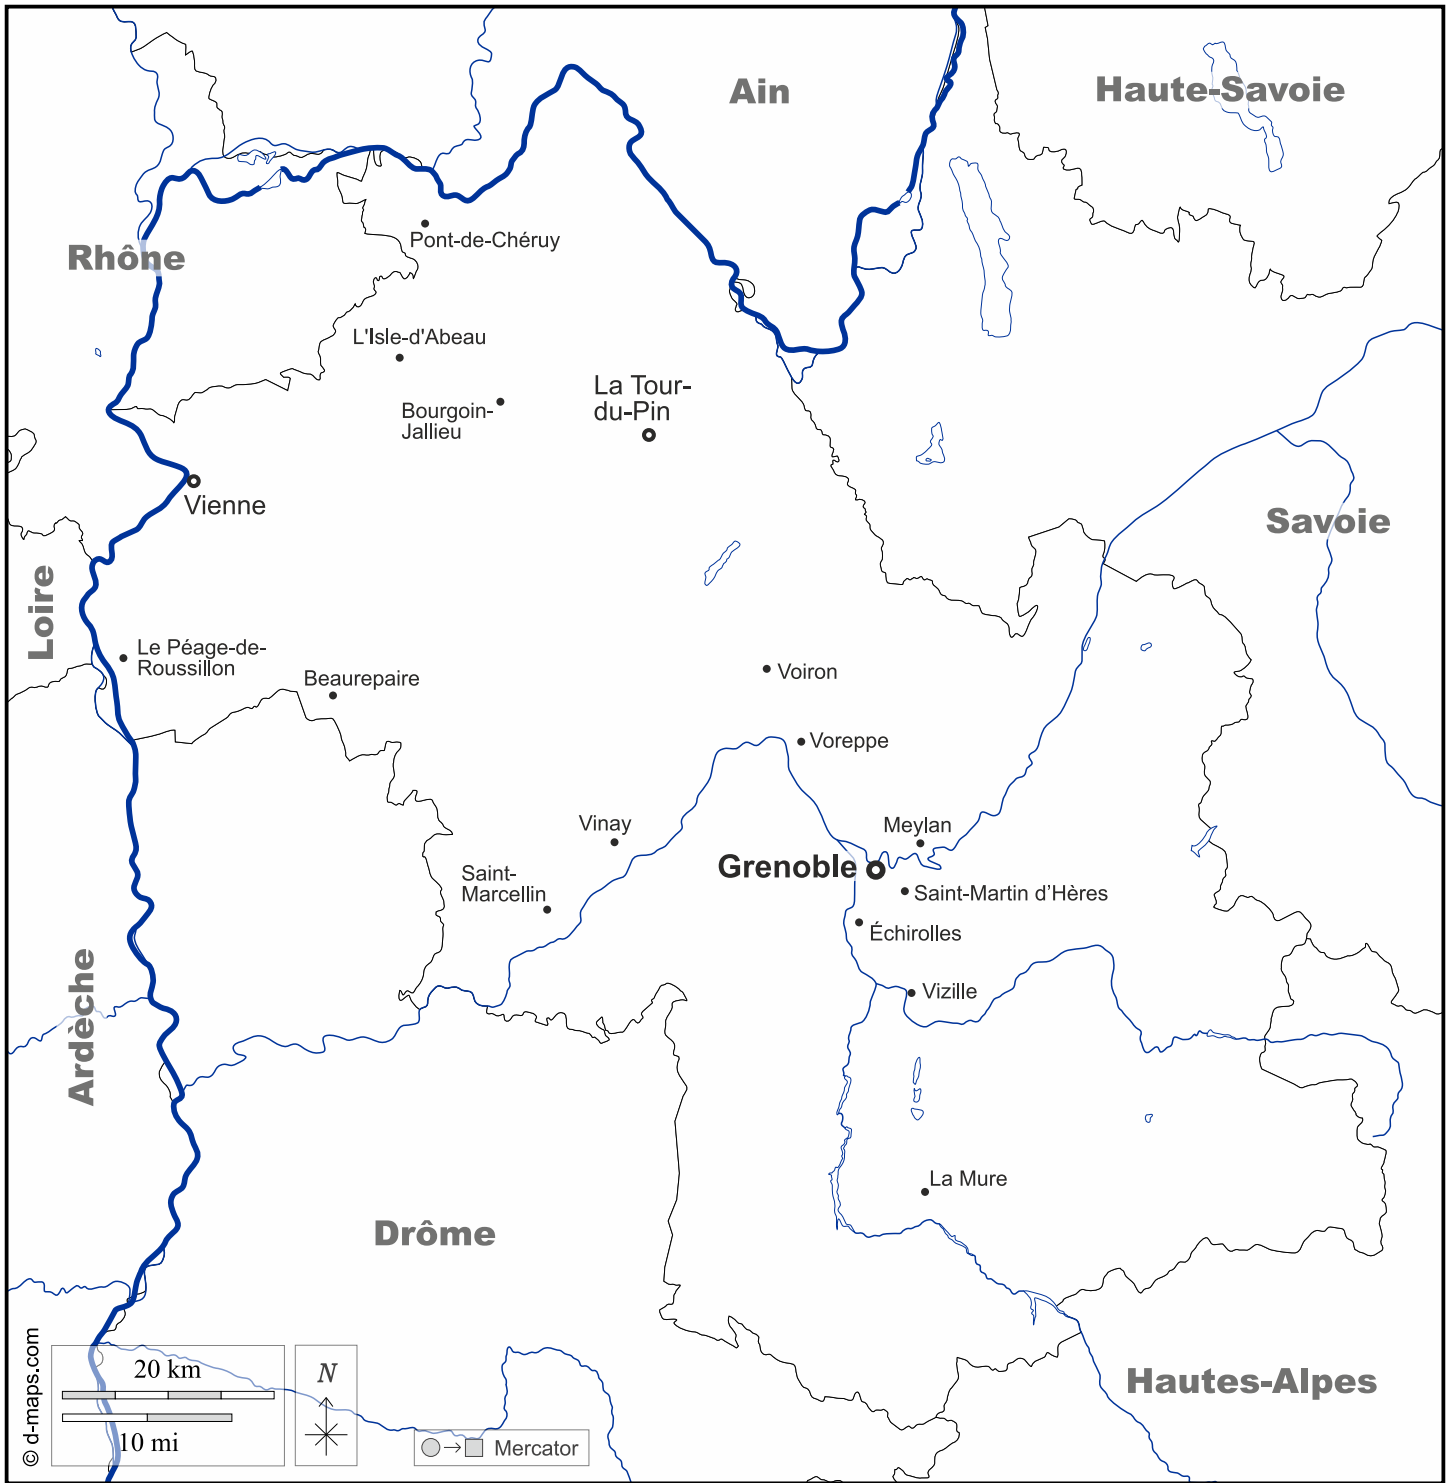 Ain
Haute-Savoie
Pont-de-Chéruy
Rhône
L'Isle-d'Abeau
La Tour-
du-Pin
Bourgoin-
Jallieu
Vienne
Savoie
Loire
Le Péage-de-
Roussillon
Beaurepaire
Voiron
Voreppe
Vinay
Meylan
Grenoble
Saint-
Marcellin
Saint-Martin d'Hères
Échirolles
Vizille
Ardèche
La Mure
Drôme
Hautes-Alpes
© d-maps.com
20 km
10 mi
N
Mercator